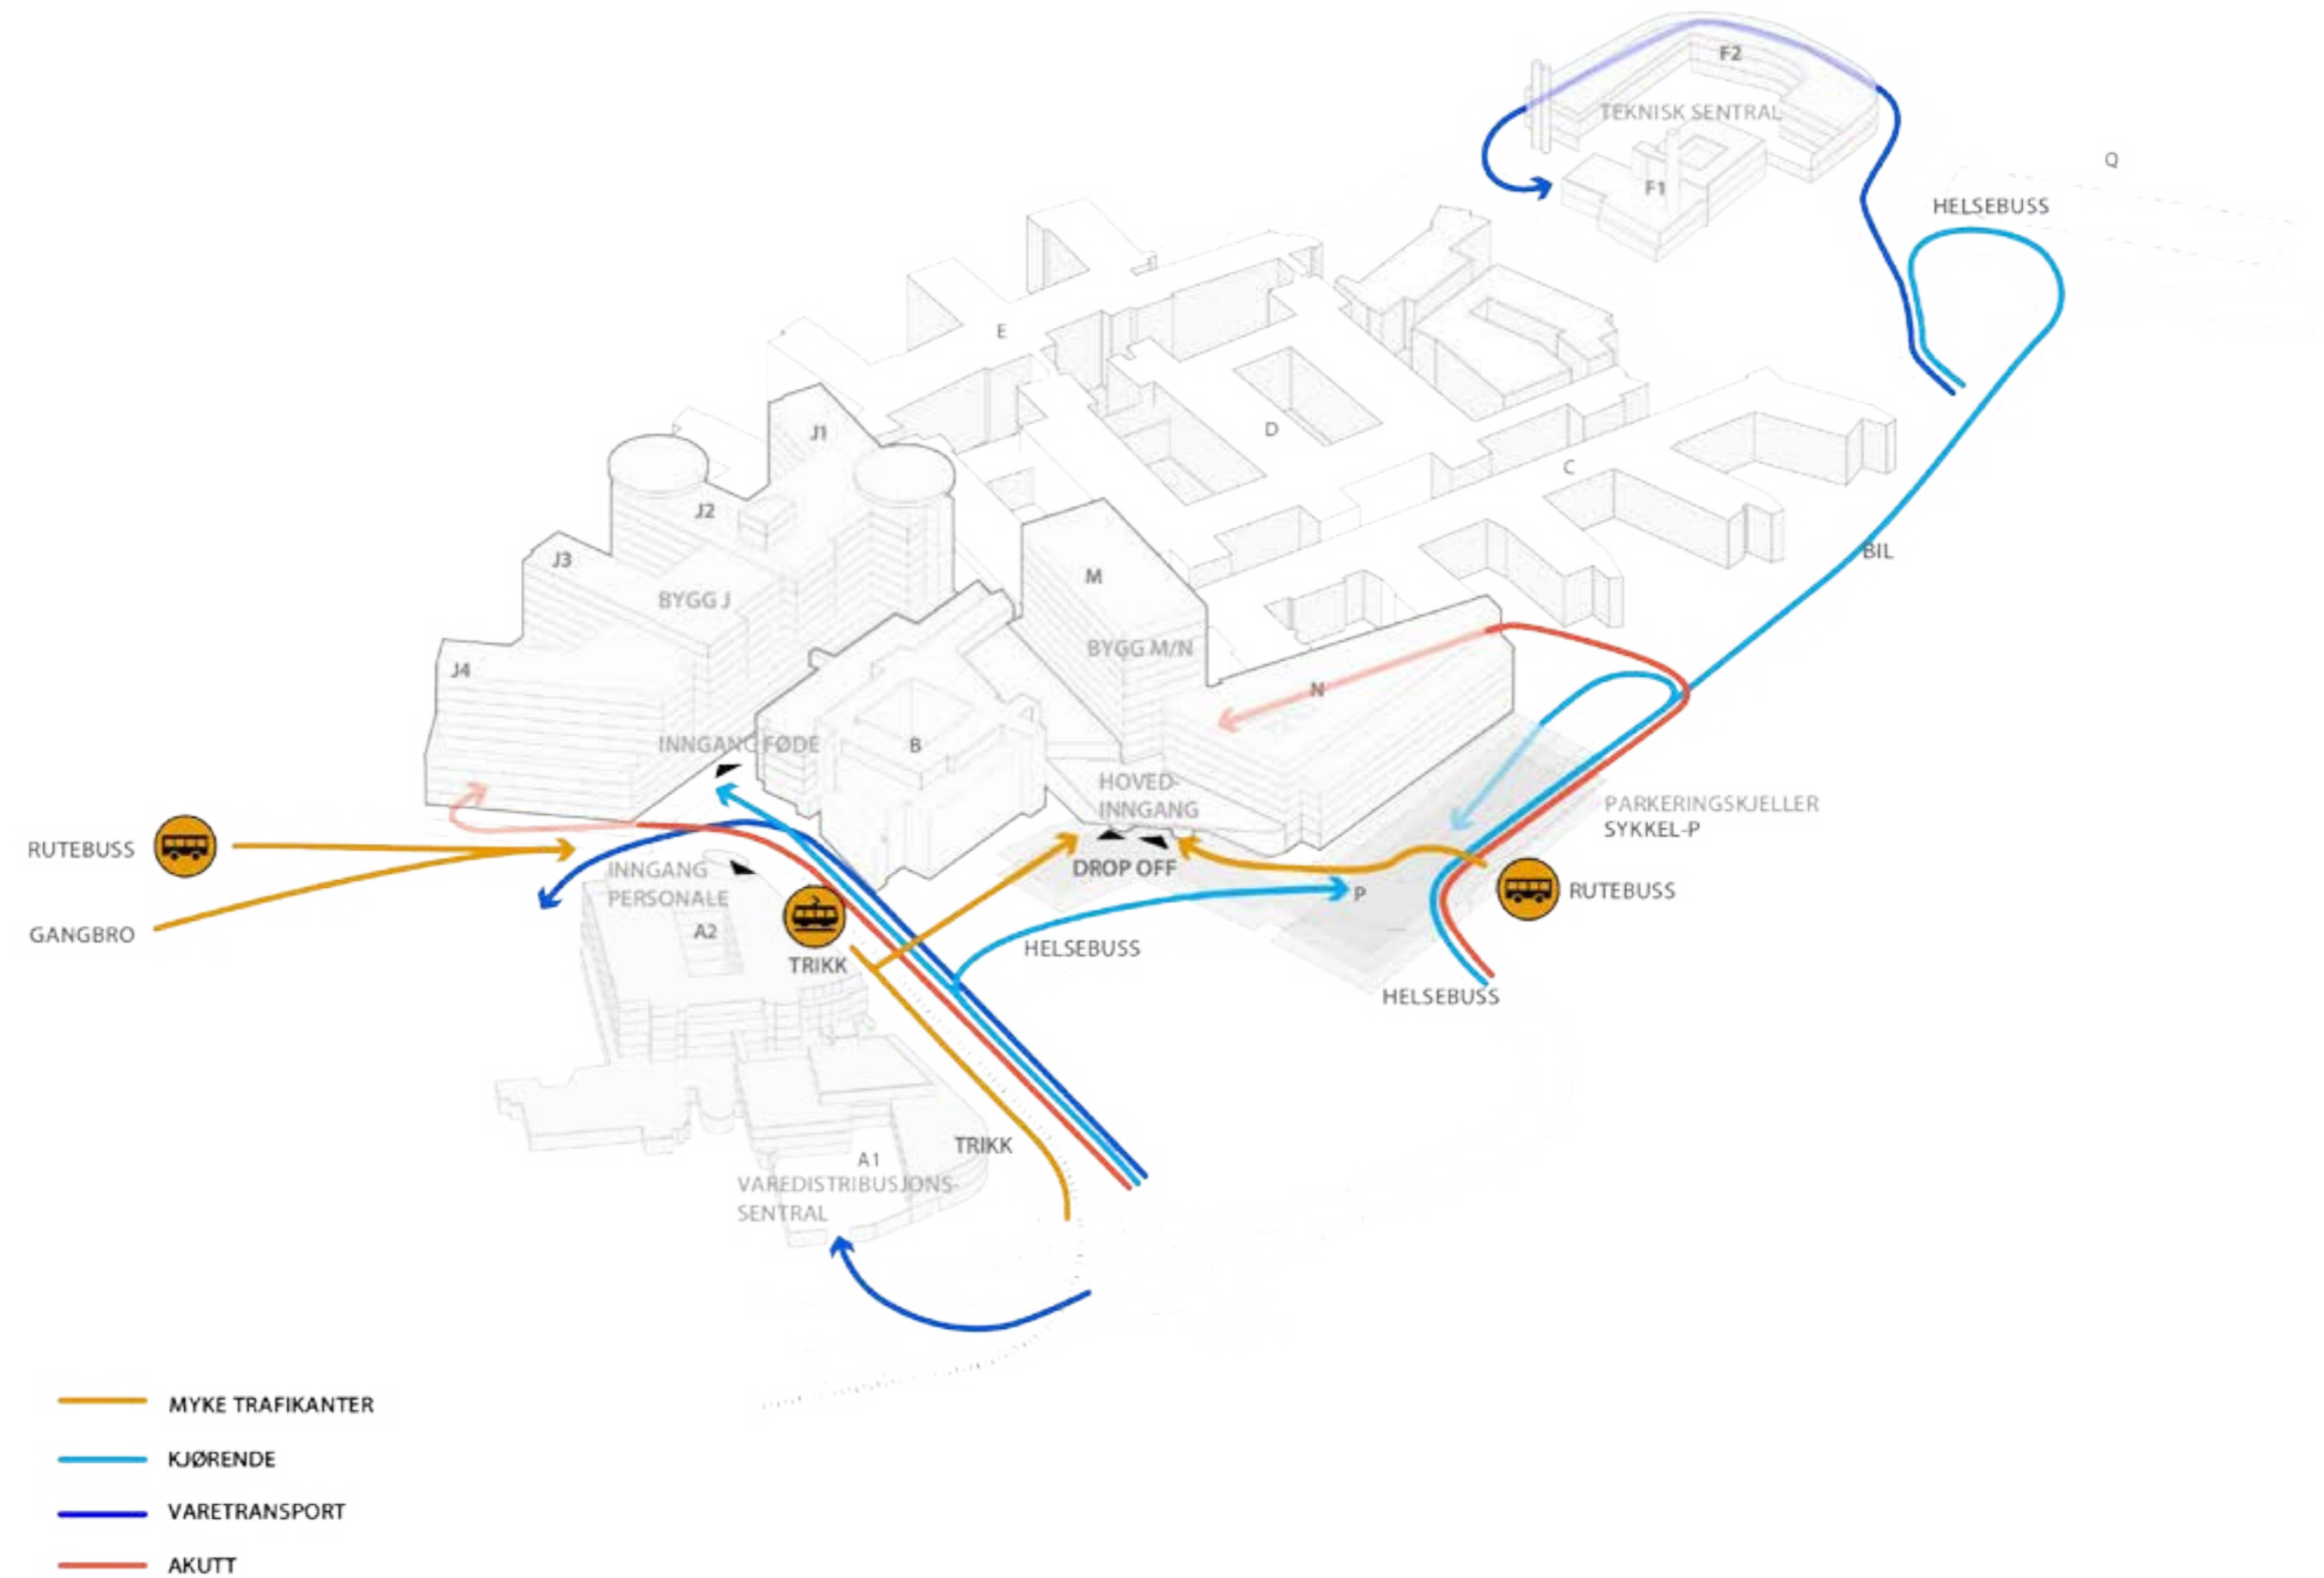 F2
TEKNISK SENTRAL
Q
F1
HELSEBUSS
E
J1
D
C
J2
J3
BIL
M
BYGG J
BYGG M/N
J4
N
INNGANG FØDE
B
HOVED-
INNGANG
PARKERINGSKJELLER
SYKKEL-P
RUTEBUSS
INNGANG
PERSONALE
DROP OFF
P
RUTEBUSS
GANGBRO
A2
TRIKK
HELSEBUSS
HELSEBUSS
TRIKK
A1
VAREDISTRIBUSJONS-
SENTRAL
MYKE TRAFIKANTER
KJØRENDE
VARETRANSPORT
AKUTT